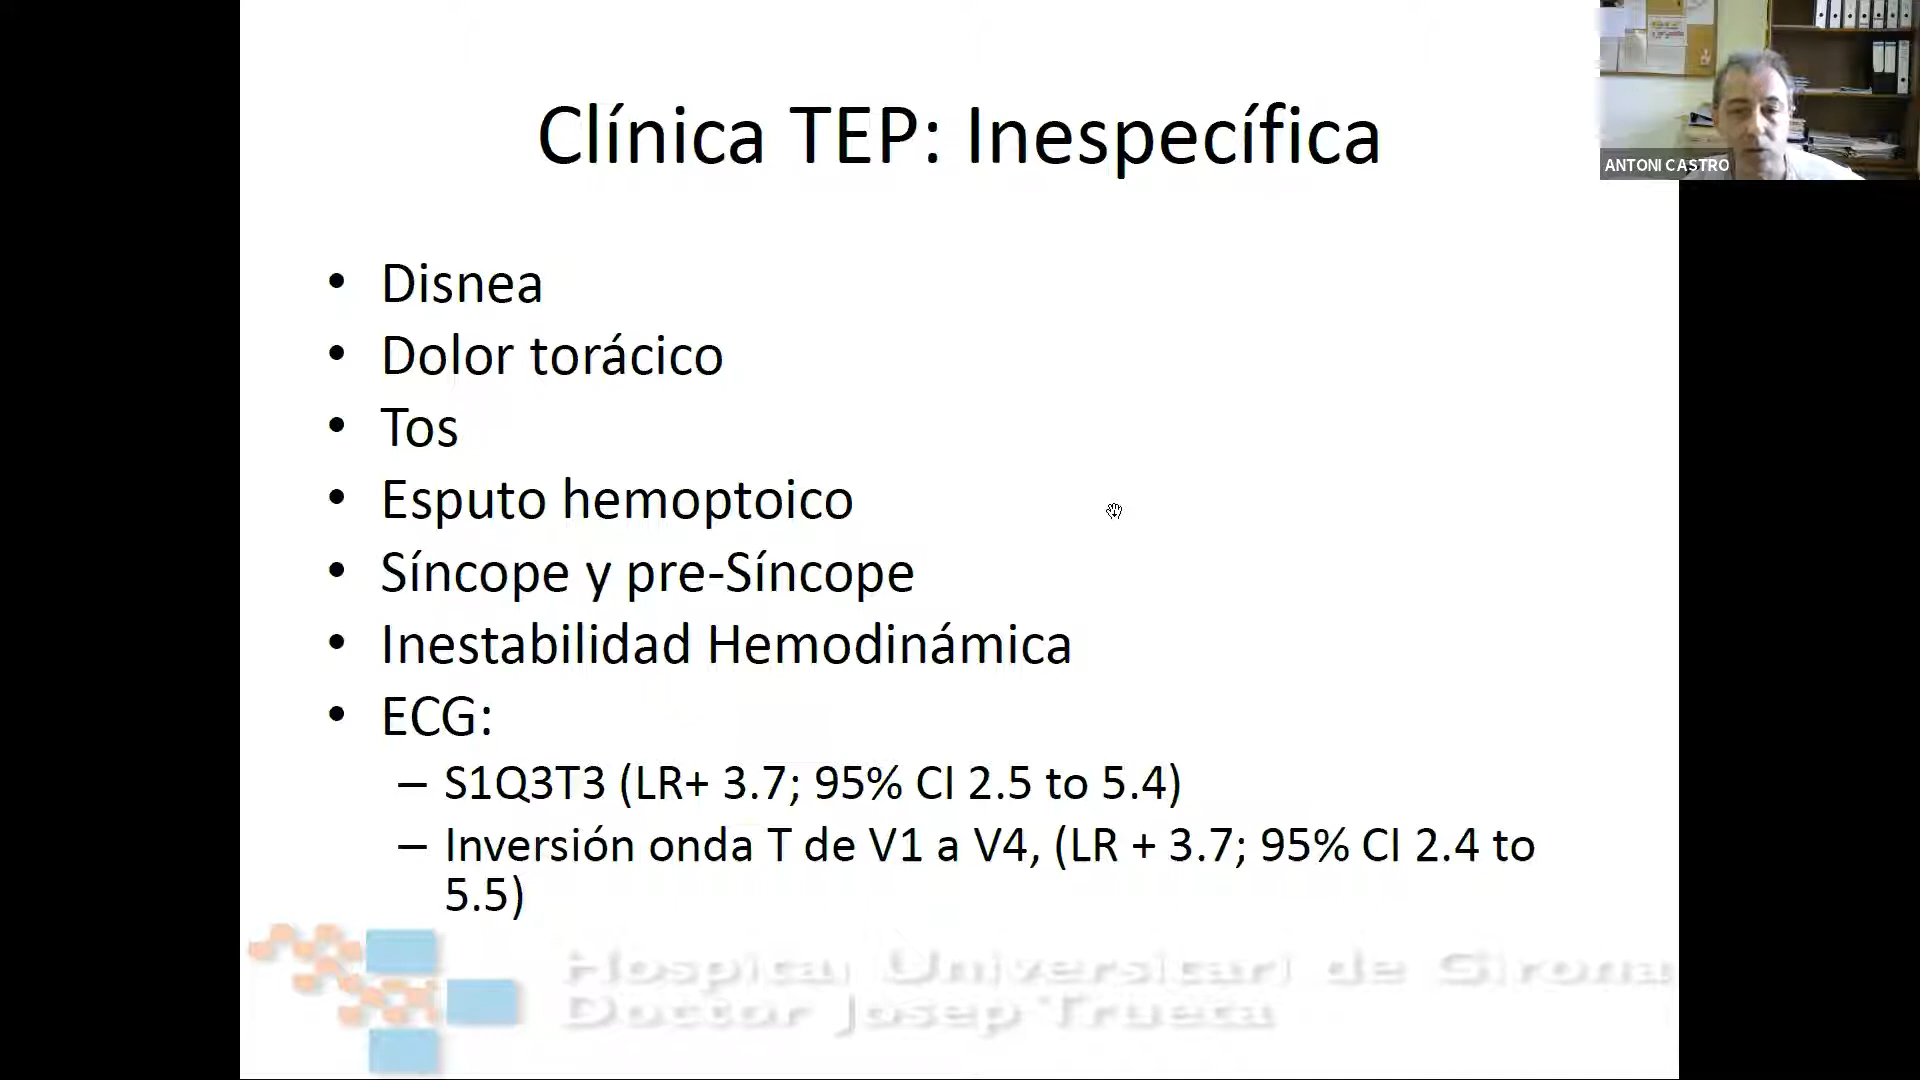 Clínica TEP: Inespecífica
ANTONI CASTRO
• Disnea
• Dolor torácico
• Tos
• Esputo hemoptoico
• Síncope y pre-Síncope
• Inestabilidad Hemodinámica
• ECG:
– S1Q3T3 (LR+ 3.7; 95% CI 2.5 to 5.4)
– Inversión onda T de V1 a V4, (LR + 3.7; 95% CI 2.4 to
5.5)
Hospital Universitari de Girona
Doctor Josep Trueta